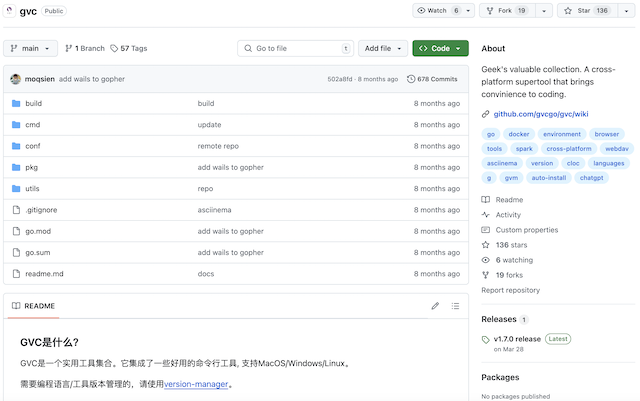 gvc Public
Watch 6 Fork 19 Star 136
main 1 Branch 57 Tags Go to file t Add file Code
moqsien add wails to gopher 502a8fd · 8 months ago 678 Commits
build build 8 months ago
cmd update 8 months ago
conf remote repo 8 months ago
pkg add wails to gopher 8 months ago
utils repo 8 months ago
.gitignore asciinema 8 months ago
go.mod add wails to gopher 8 months ago
go.sum add wails to gopher 8 months ago
readme.md docs 8 months ago
README
GVC是什么?
GVC是一个实用工具集合。它集成了一些好用的命令行工具, 支持MacOS/Windows/Linux。
需要编程语言/工具版本管理的，请使用version-manager。
About
Geek's valuable collection. A cross-
platform supertool that brings
convinience to coding.
github.com/gvcgo/gvc/wiki
go docker environment browser
tools spark cross-platform webdav
asciinema version cloc languages
g gvm auto-install chatgpt
Readme
Activity
Custom properties
136 stars
6 watching
19 forks
Report repository
Releases 1
v1.7.0 release Latest
on Mar 28
Packages
No packages published